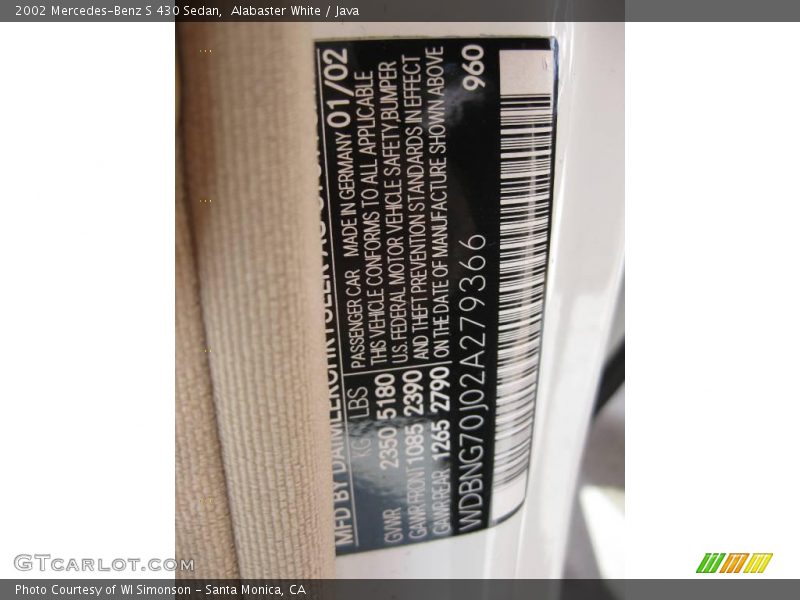 2002 Mercedes-Benz S 430 Sedan,  Alabaster White / Java
MFD BY DAIMLERCHRYSLER AG
PASSENGER CAR MADE IN GERMANY 01/02
THIS VEHICLE CONFORMS TO ALL APPLICABLE
U.S. FEDERAL MOTOR VEHICLE SAFETY, BUMPER
AND THEFT PREVENTION STANDARDS IN EFFECT
ON THE DATE OF MANUFACTURE SHOWN ABOVE
KG LBS
GVWR 2350 5180
GAWR FRONT 1085 2390
GAWR REAR 1265 2790
960
WDBNG70J02A279366
GTCARLOT.COM
Photo Courtesy of WI Simonson - Santa Monica, CA